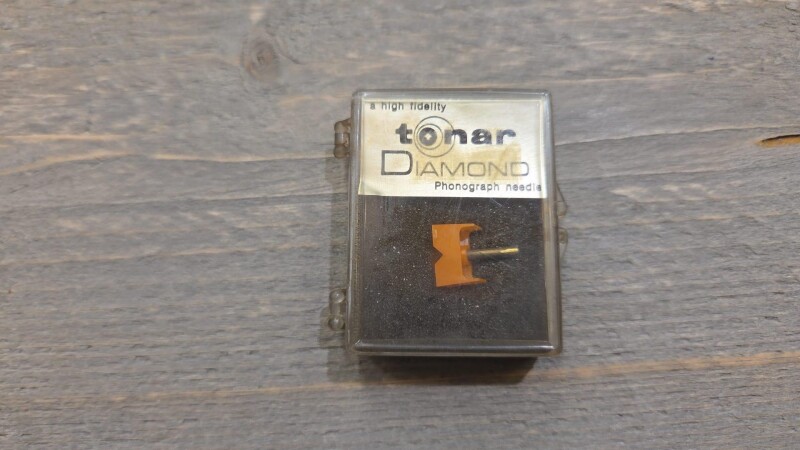 a high fidelity
tonar
DIAMOND
Phonograph needle